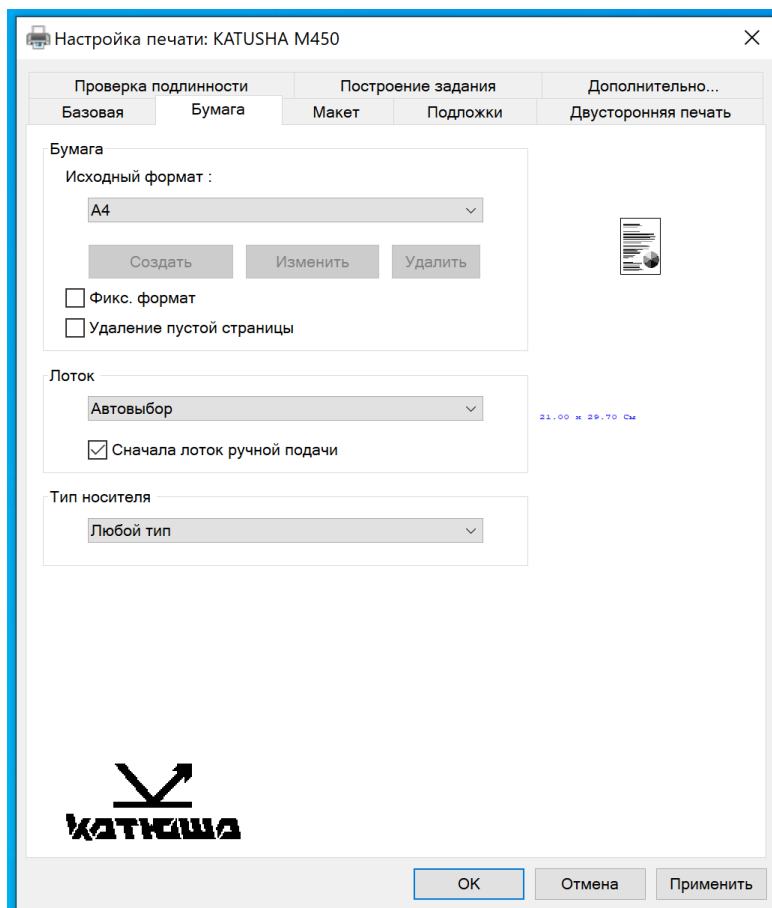 Настройка печати: KATUSHA M450
Проверка подлинности Построение задания Дополнительно...
Базовая Бумага Макет Подложки Двусторонняя печать
Бумага
Исходный формат :
A4
Создать Изменить Удалить
Фикс. формат
Удаление пустой страницы
Лоток
Автовыбор
21.00 x 29.70 См
Сначала лоток ручной подачи
Тип носителя
Любой тип
катюша
OK Отмена Применить